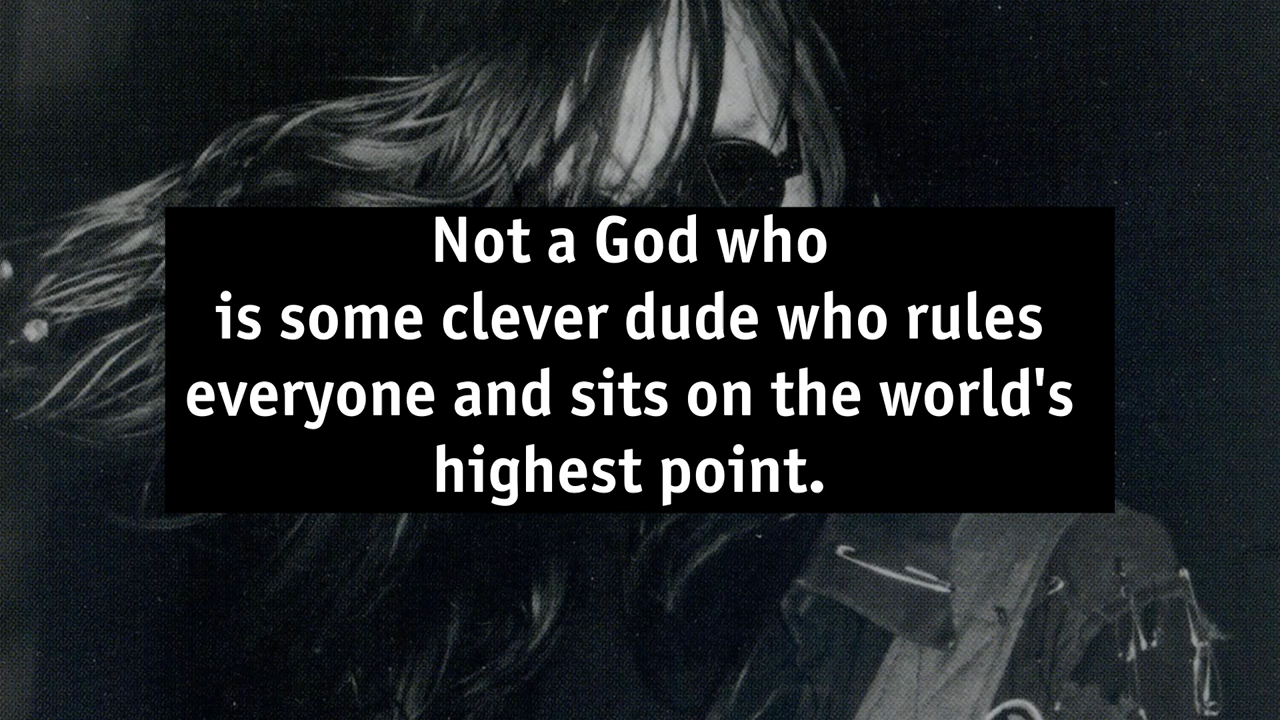 Not a God who
is some clever dude who rules
everyone and sits on the world's
highest point.